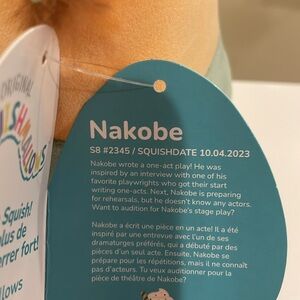 ORIGINAL
Squish!
plus de
rrer fort!
llows
Nakobe
S8 #2345 / SQUISHDATE 10.04.2023
Nakobe wrote a one-act play! He was
inspired by an interview with one of his
favorite playwrights who got their start
writing one-acts. Next, Nakobe is preparing
for rehearsals, but he doesn't know any actors.
Want to audition for Nakobe's stage play?
Nakobe a écrit une pièce en un acte! Il a été
inspiré par une entrevue avec l'un de ses
dramaturges préférés, qui a débuté par des
pièces d'un seul acte. Ensuite, Nakobe se
prépare pour les répétitions, mais il ne connaît
pas d'acteurs. Tu veux auditionner pour la
pièce de théâtre de Nakobe?